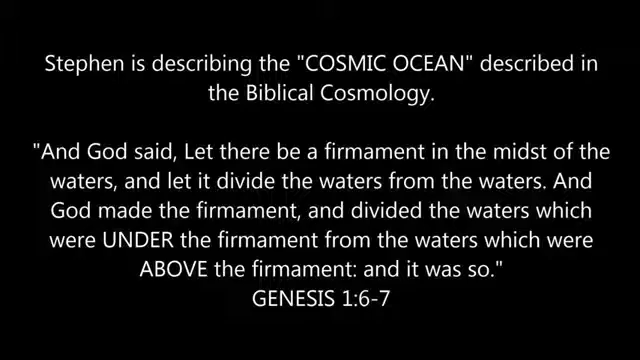 Stephen is describing the "COSMIC OCEAN" described in
the Biblical Cosmology.
"And God said, Let there be a firmament in the midst of the
waters, and let it divide the waters from the waters. And
God made the firmament, and divided the waters which
were UNDER the firmament from the waters which were
ABOVE the firmament: and it was so."
GENESIS 1:6-7